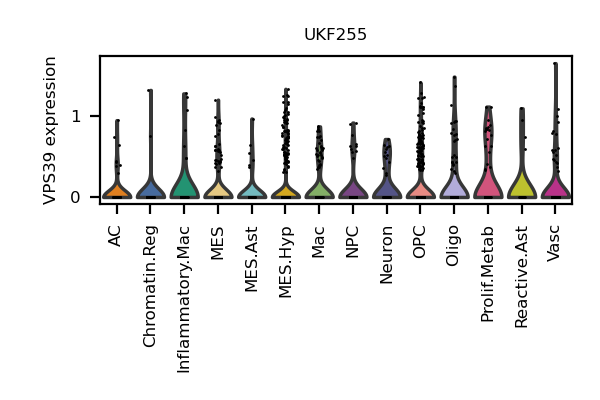 UKF255
VPS39 expression
1
0
AC
Chromatin.Reg
Inflammatory.Mac
MES
MES.Ast
MES.Hyp
Mac
NPC
Neuron
OPC
Oligo
Prolif.Metab
Reactive.Ast
Vasc